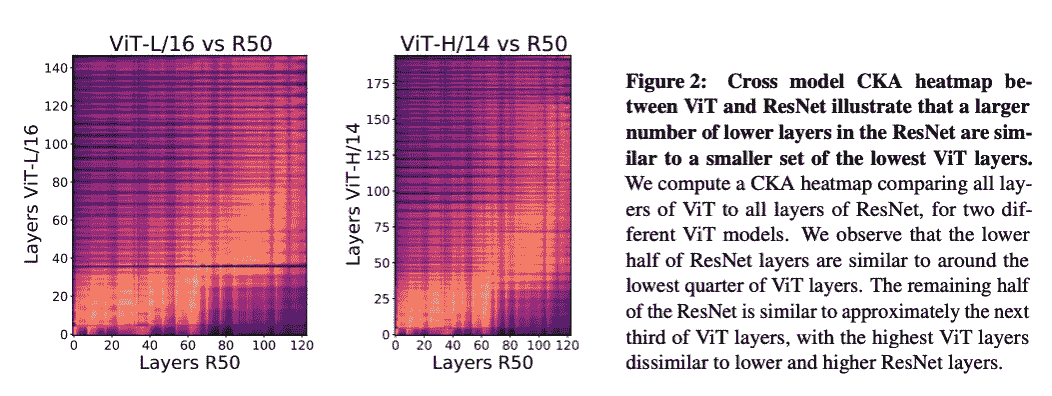 ViT-L/16 vs R50
140
120
100
80
60
40
20
0
Layers ViT-L/16
0 20 40 60 80 100 120
Layers R50
ViT-H/14 vs R50
175
150
125
100
75
50
25
0
Layers ViT-H/14
0 20 40 60 80 100 120
Layers R50
Figure 2: Cross model CKA heatmap be-
tween ViT and ResNet illustrate that a larger
number of lower layers in the ResNet are sim-
ilar to a smaller set of the lowest ViT layers.
We compute a CKA heatmap comparing all lay-
ers of ViT to all layers of ResNet, for two dif-
ferent ViT models. We observe that the lower
half of ResNet layers are similar to around the
lowest quarter of ViT layers. The remaining half
of the ResNet is similar to approximately the next
third of ViT layers, with the highest ViT layers
dissimilar to lower and higher ResNet layers.